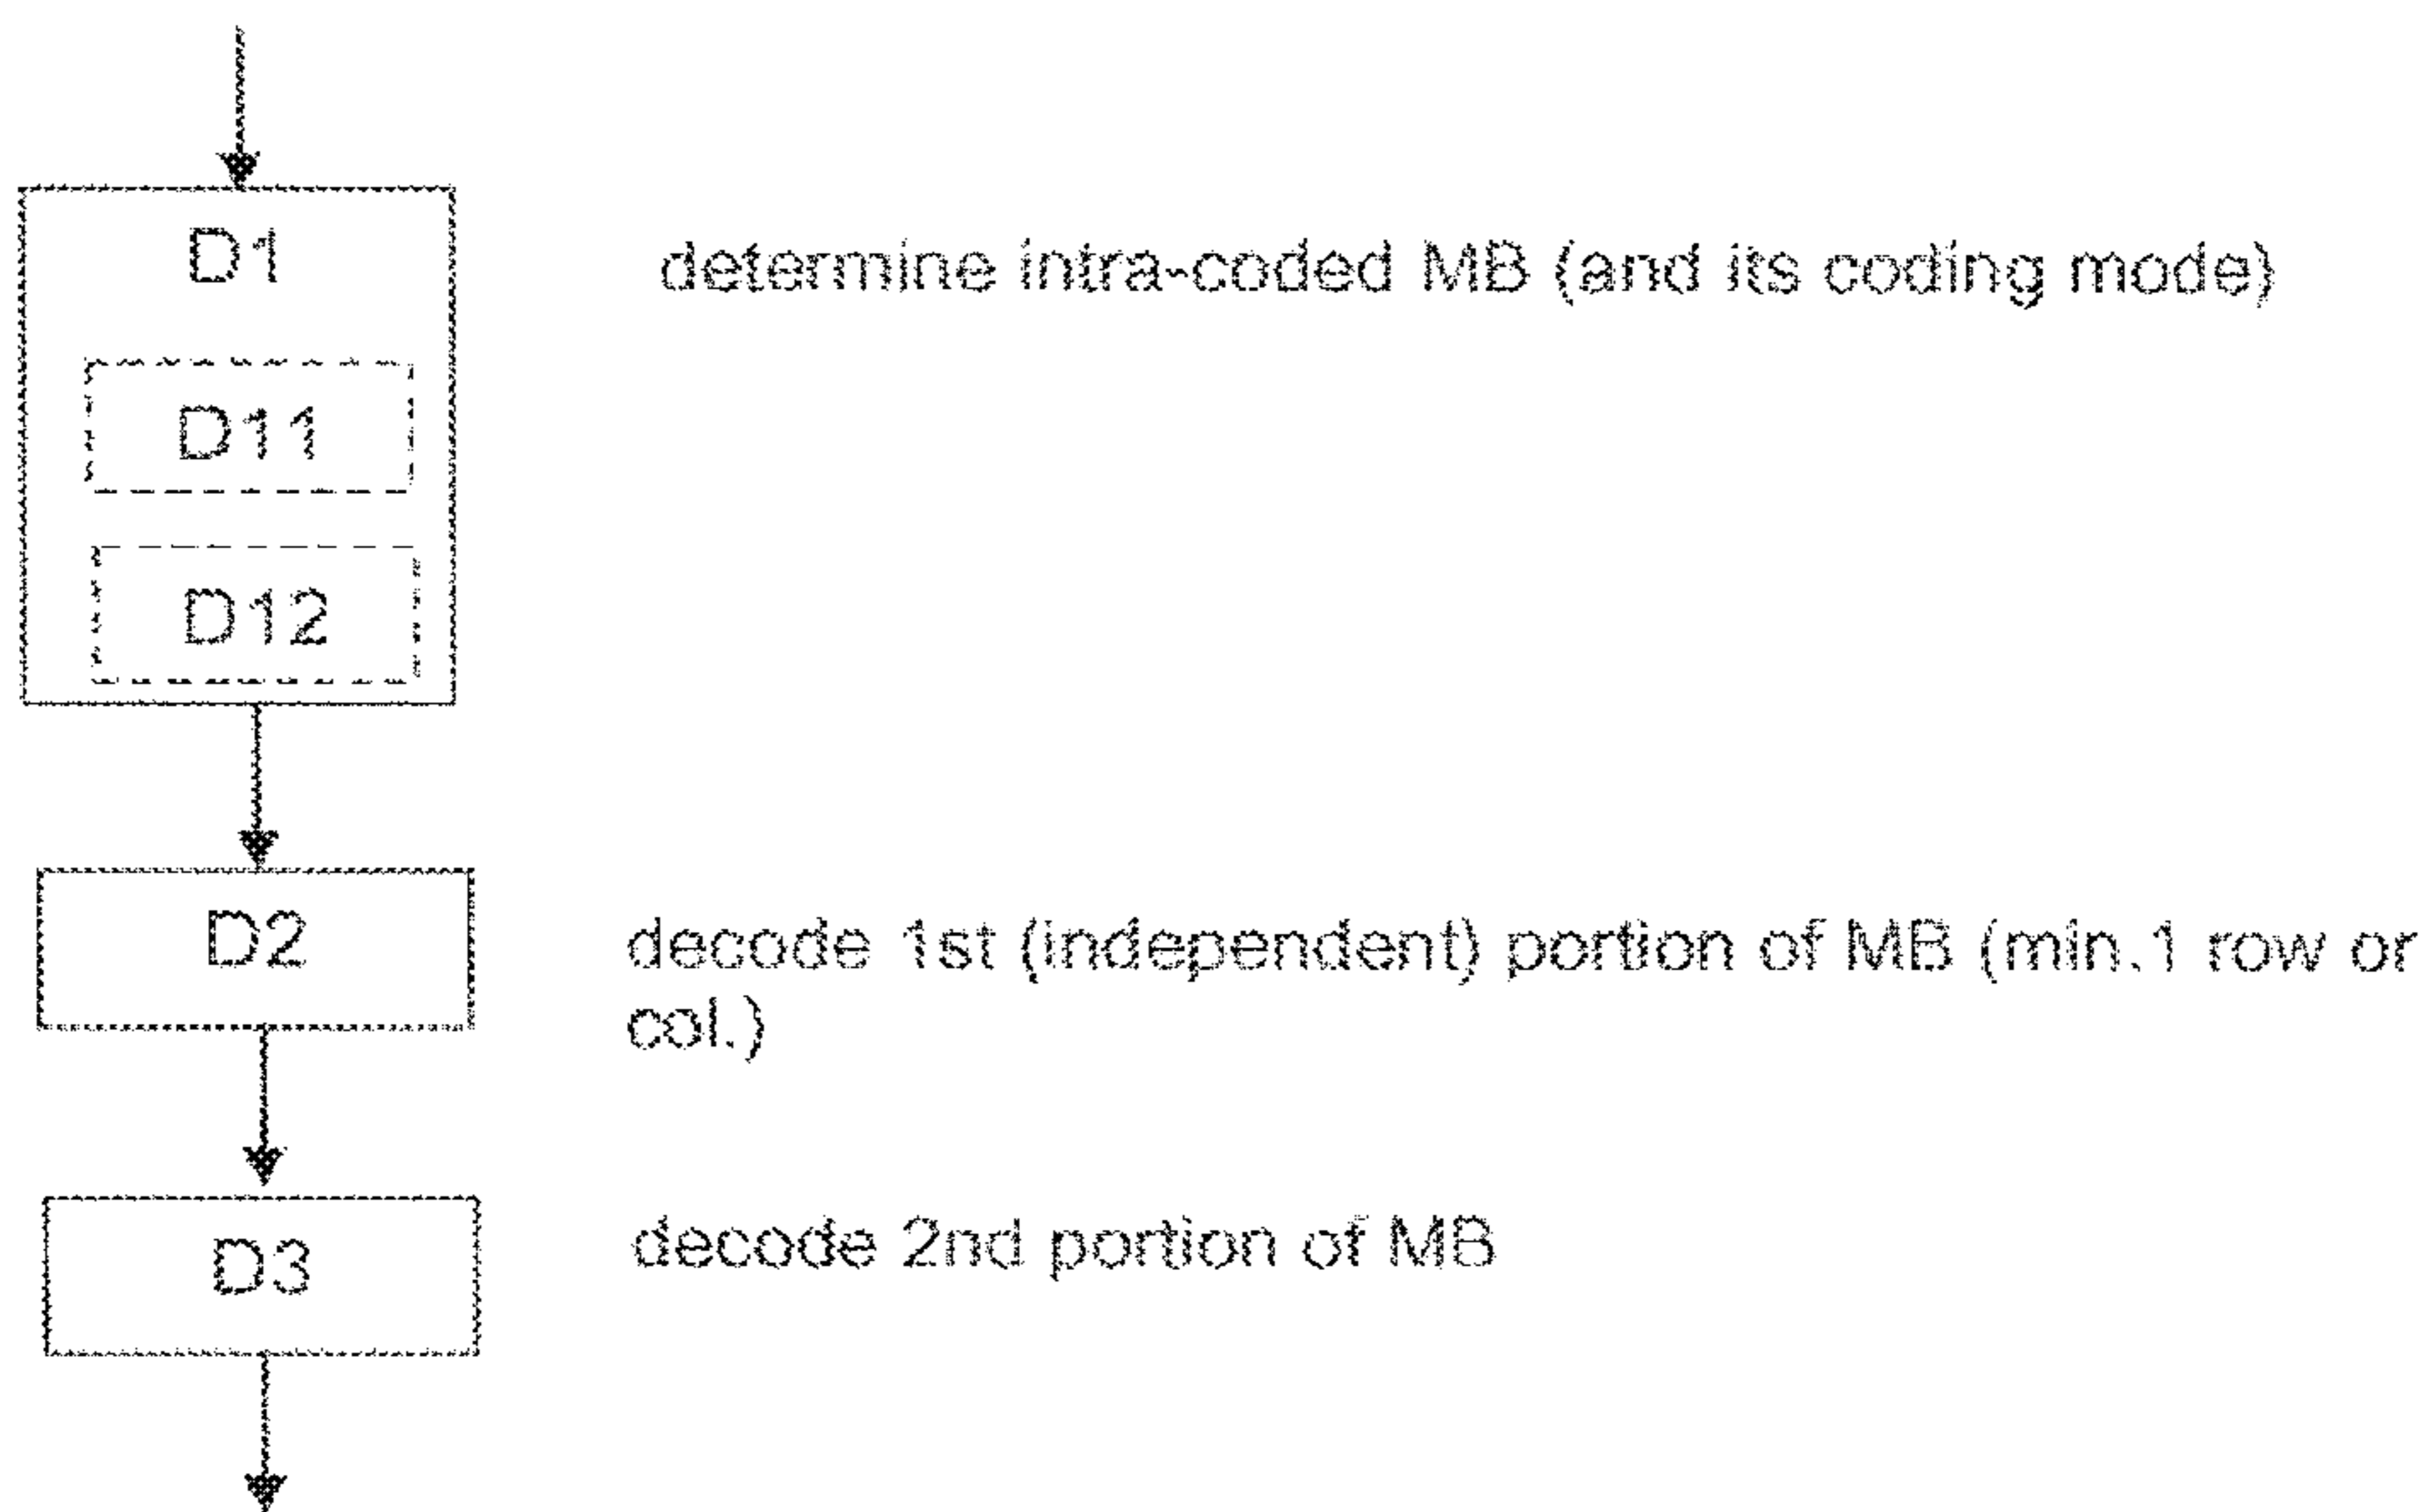 D1
determine intra-coded MB (and its coding mode)
D11
D12
D2
decode 1st (independent) portion of MB (min.1 row or
col.)
D3
decode 2nd portion of MB